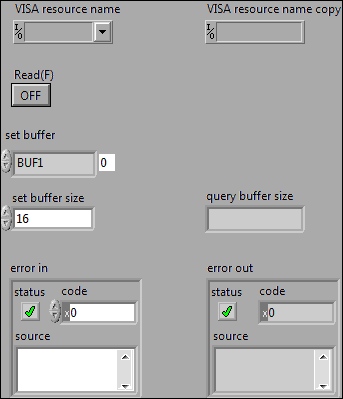 VISA resource name
VISA resource name copy
I/O
I/O
Read(F)
OFF
set buffer
BUF1
0
set buffer size
query buffer size
16
error in
error out
status
code
status
code
x0
x0
source
source